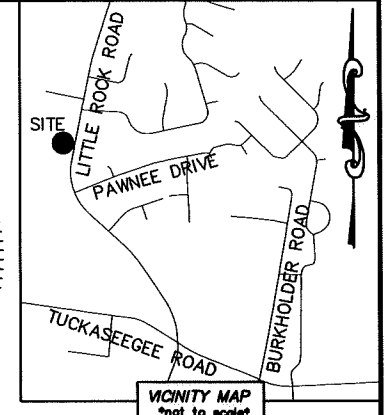 LITTLE ROCK ROAD
SITE
PAWNEE DRIVE
BURKHOLDER ROAD
TUCKASEEGEE ROAD
VICINITY MAP
*not to scale*